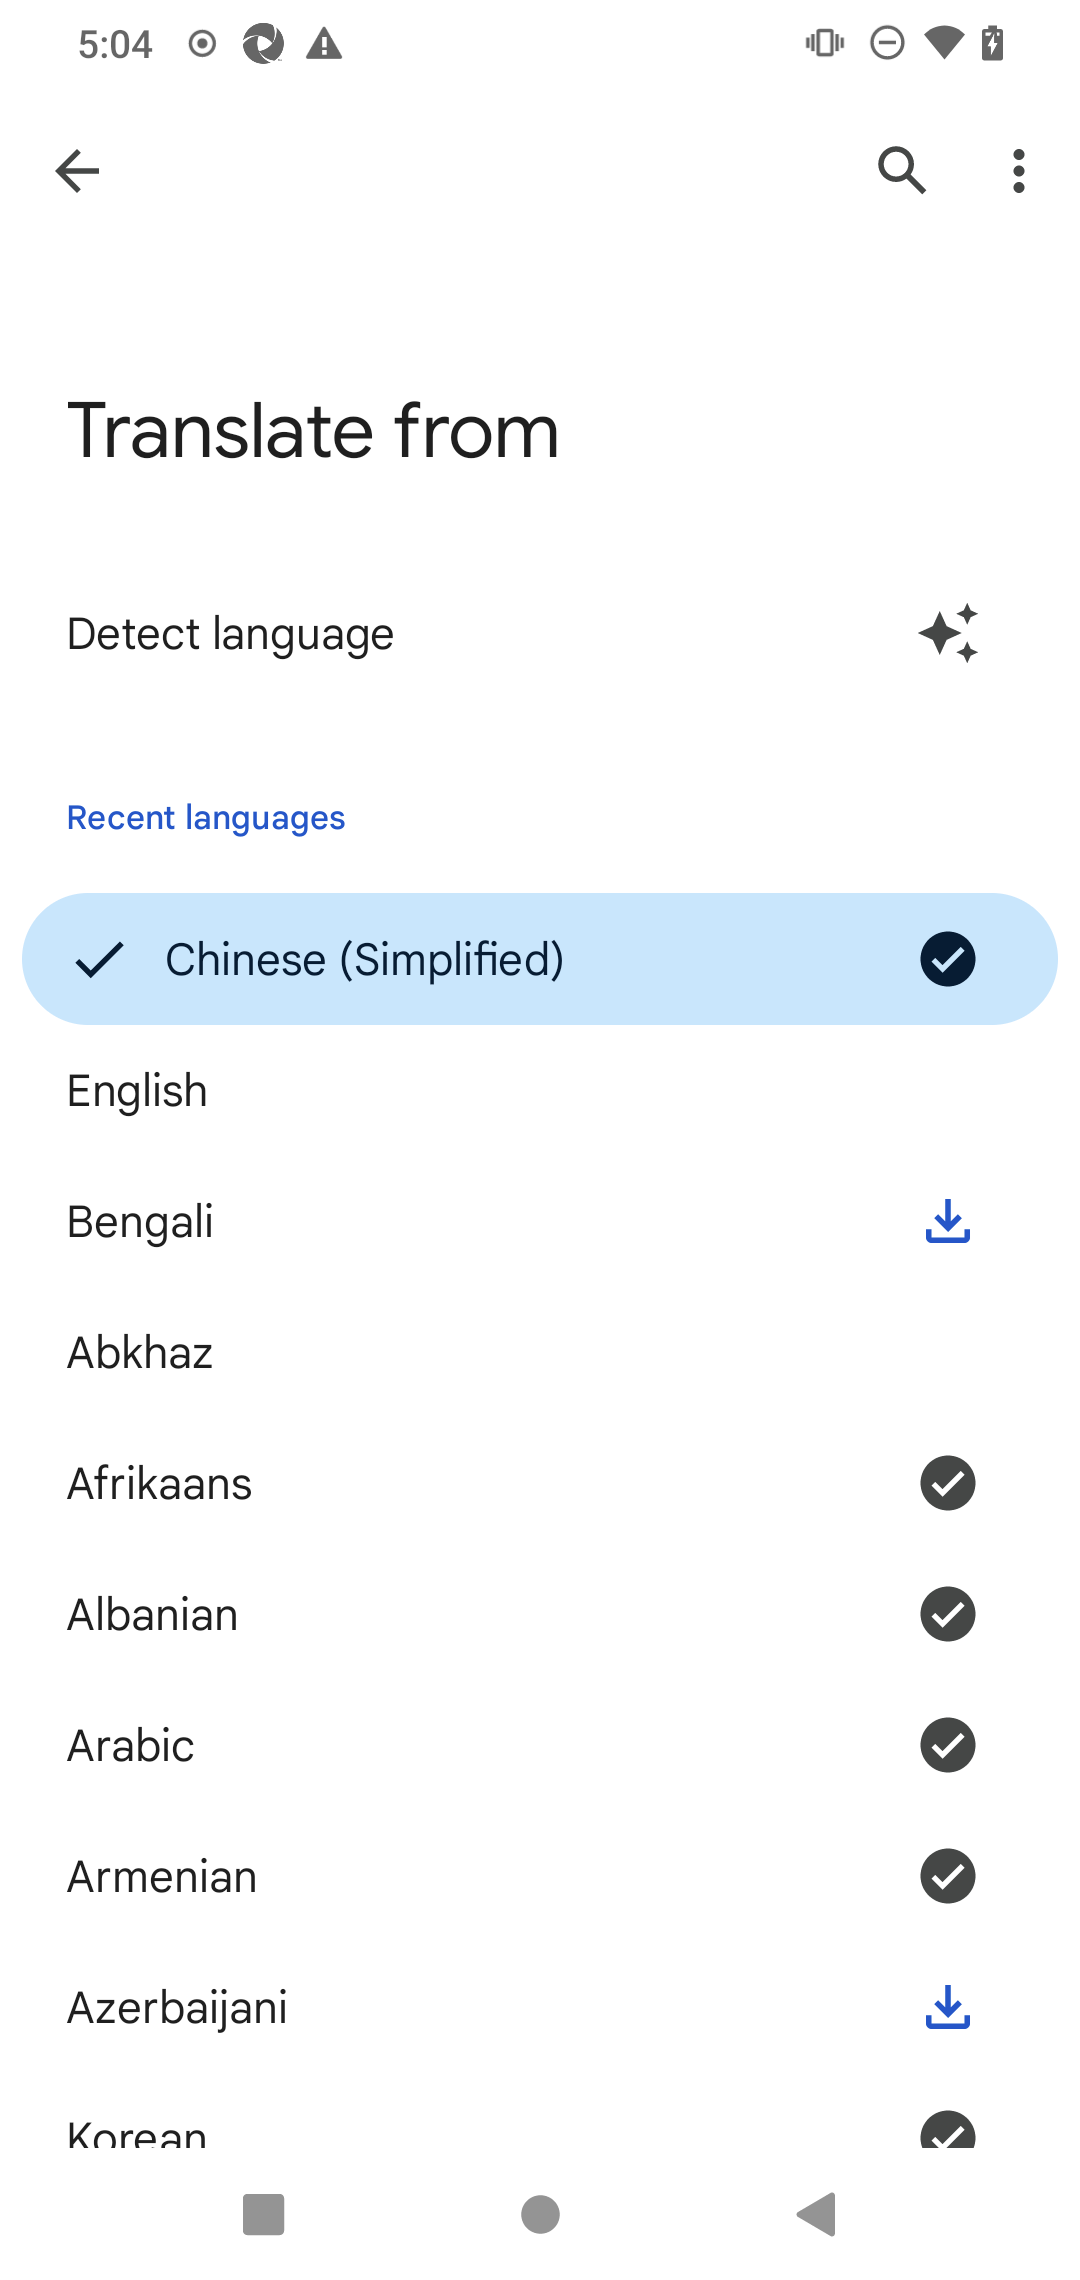 5:04
Translate from
Detect language
Recent languages
Chinese (Simplified)
English
Bengali
Abkhaz
Afrikaans
Albanian
Arabic
Armenian
Azerbaijani
Korean